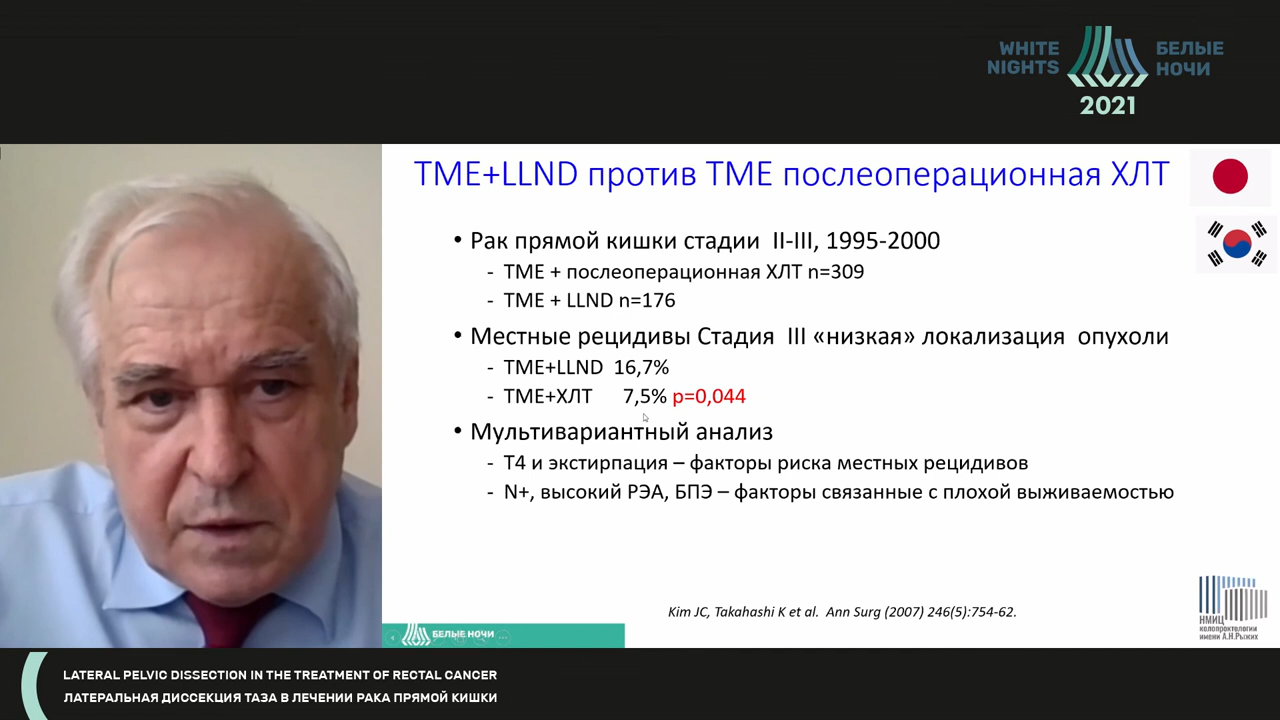 WHITE NIGHTS
БЕЛЫЕ НОЧИ
2021
TME+LLND против TME послеоперационная ХЛТ
• Рак прямой кишки стадии II-III, 1995-2000
- TME + послеоперационная ХЛТ n=309
- TME + LLND n=176
• Местные рецидивы Стадия III «низкая» локализация опухоли
- TME+LLND 16,7%
- TME+ХЛТ 7,5% p=0,044
• Мультивариантный анализ
- T4 и экстирпация – факторы риска местных рецидивов
- N+, высокий РЭА, БПЭ – факторы связанные с плохой выживаемостью
Kim JC, Takahashi K et al. Ann Surg (2007) 246(5):754-62.
НМИЦ
колопроктологии
имени А.Н.Рыжих
БЕЛЫЕ НОЧИ
LATERAL PELVIC DISSECTION IN THE TREATMENT OF RECTAL CANCER
ЛАТЕРАЛЬНАЯ ДИССЕКЦИЯ ТАЗА В ЛЕЧЕНИИ РАКА ПРЯМОЙ КИШКИ